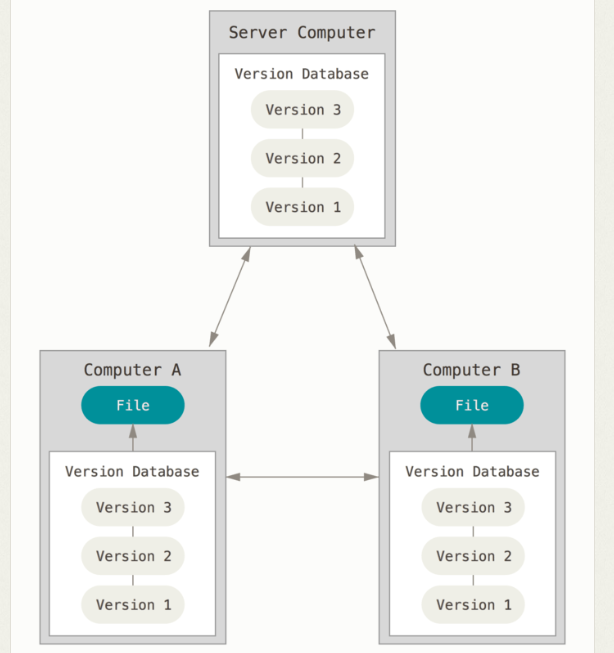 Server Computer
Version Database
Version 3
Version 2
Version 1
Computer A
File
Version Database
Version 3
Version 2
Version 1
Computer B
File
Version Database
Version 3
Version 2
Version 1